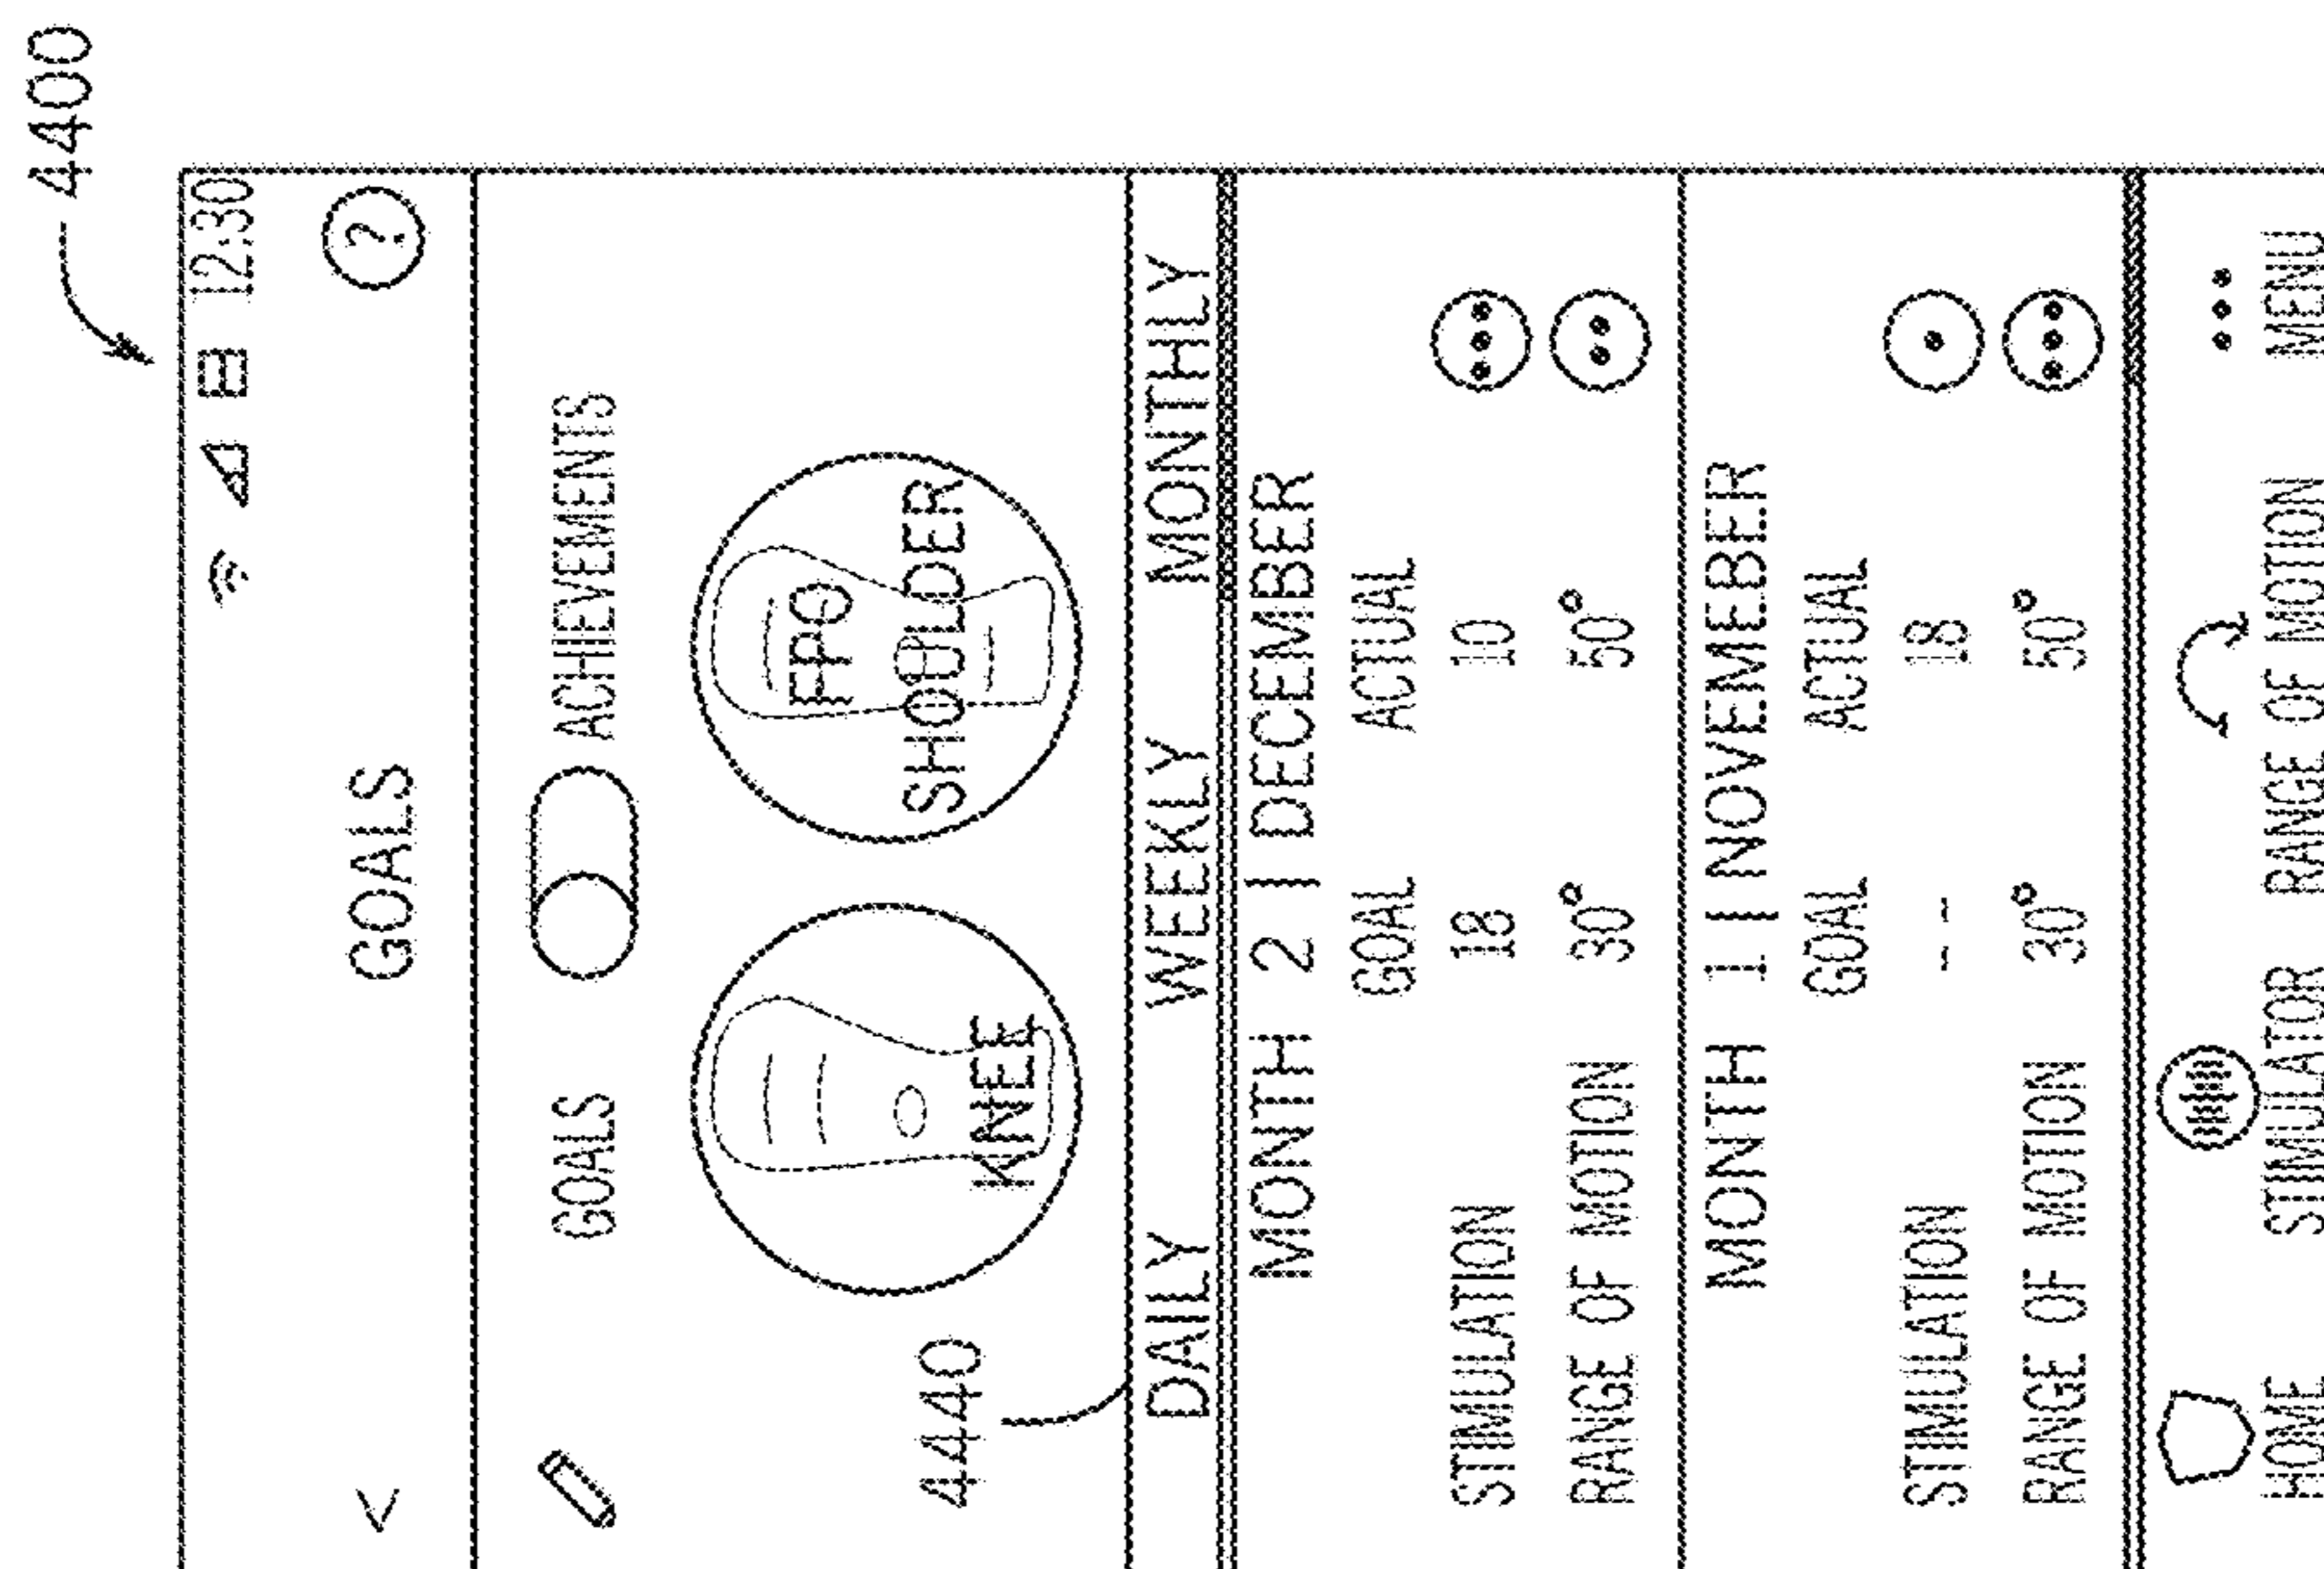 4400
12:30
< GOALS ?
GOALS ACHIEVEMENTS
FPO
KNEE SHOULDER
4440
DAILY WEEKLY MONTHLY
MONTH 2 | DECEMBER
GOAL ACTUAL
STIMULATION 18 10
RANGE OF MOTION 30° 50°
MONTH 1 | NOVEMEBER
GOAL ACTUAL
STIMULATION -- 18
RANGE OF MOTION 30° 50°
HOME STIMULATOR RANGE OF MOTION MENU